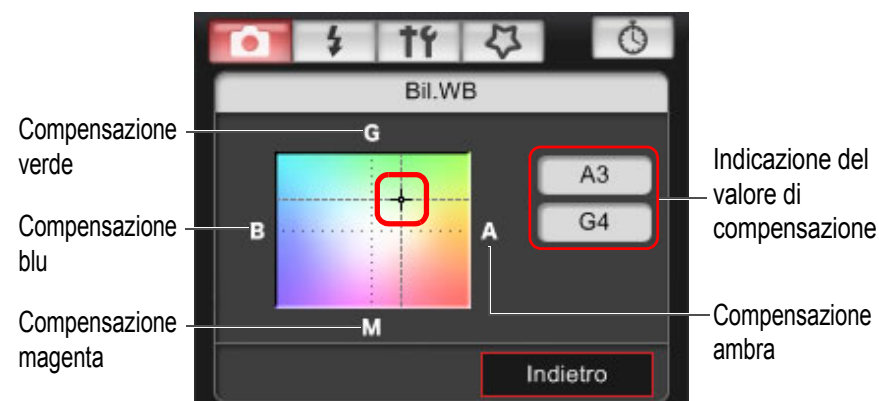 Bil.WB
Compensazione
verde
G
Compensazione
blu
B
A
A3
G4
Indicazione del
valore di
compensazione
Compensazione
magenta
M
Compensazione
ambra
Indietro